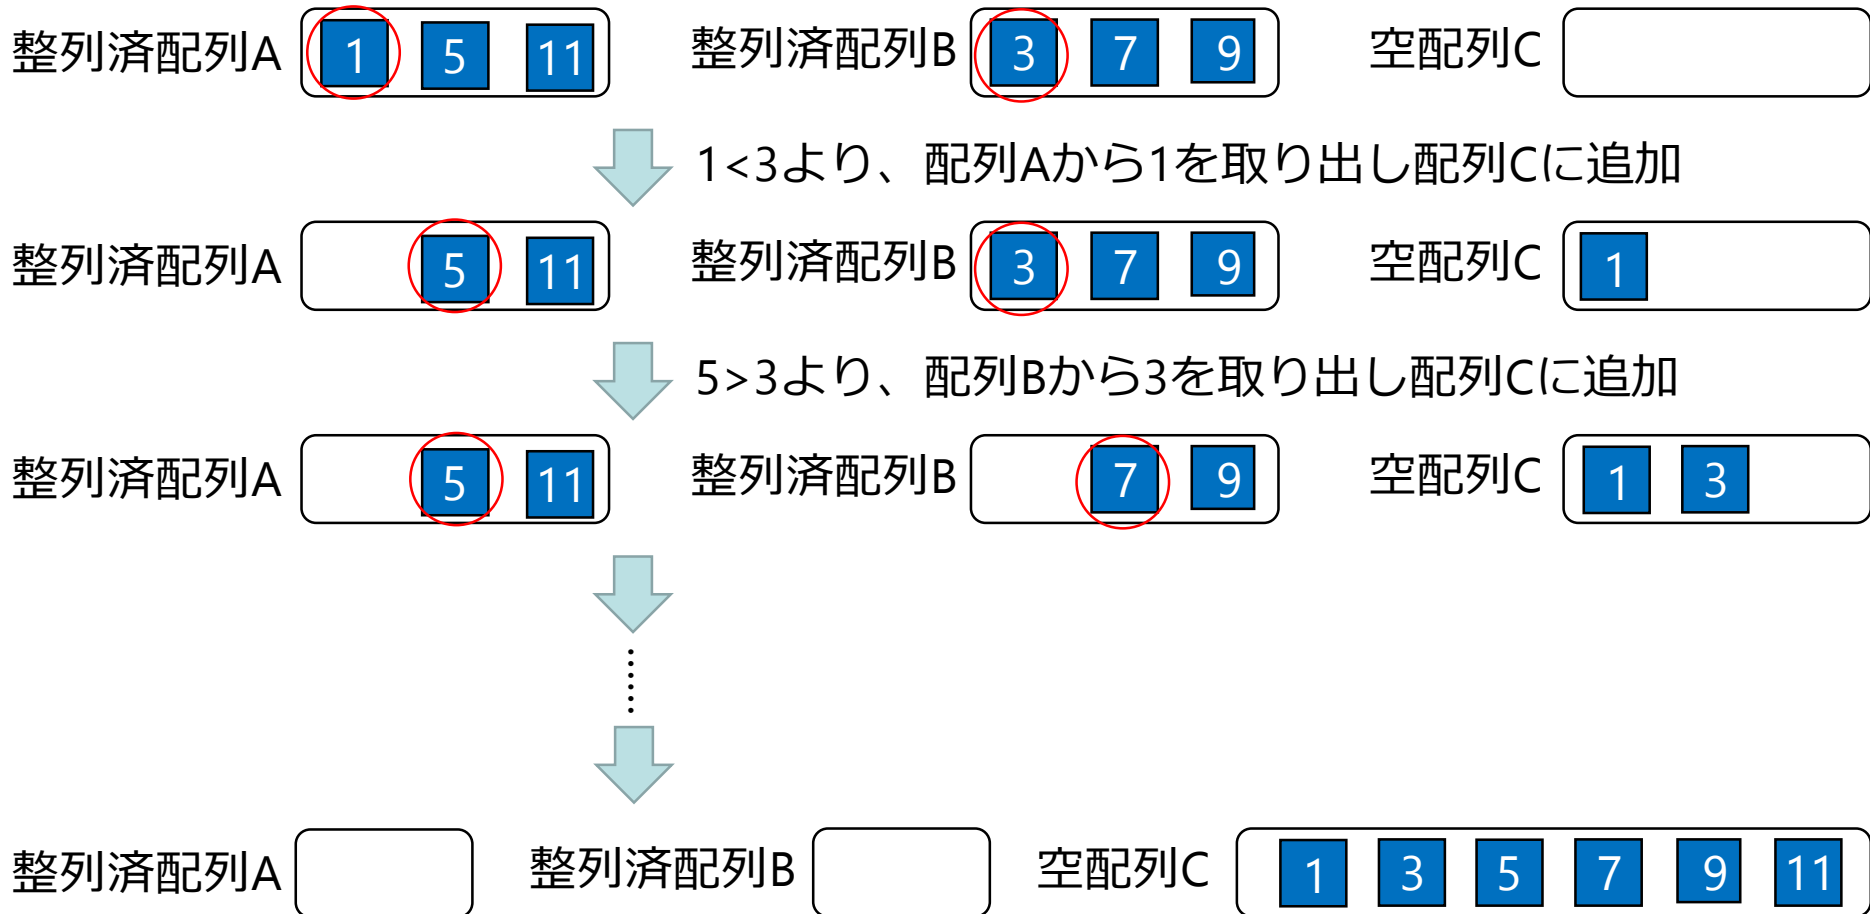 整列済配列A 1 5 11 整列済配列B 3 7 9 空配列C
1<3より、配列Aから1を取り出し配列Cに追加
整列済配列A 5 11 整列済配列B 3 7 9 空配列C 1
5>3より、配列Bから3を取り出し配列Cに追加
整列済配列A 5 11 整列済配列B 7 9 空配列C 1 3
......
整列済配列A 整列済配列B 空配列C 1 3 5 7 9 11